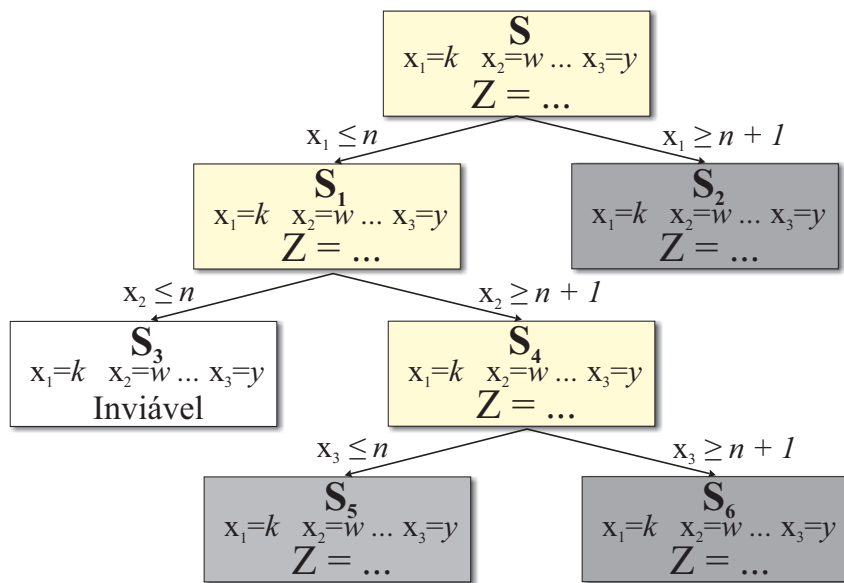 S
x₁=k x₂=w ... x₃=y
Z = ...
x₁ ≤ n x₁ ≥ n + 1
S₁
x₁=k x₂=w ... x₃=y
Z = ...
S₂
x₁=k x₂=w ... x₃=y
Z = ...
x₂ ≤ n x₂ ≥ n + 1
S₃
x₁=k x₂=w ... x₃=y
Inviável
S₄
x₁=k x₂=w ... x₃=y
Z = ...
x₃ ≤ n x₃ ≥ n + 1
S₅
x₁=k x₂=w ... x₃=y
Z = ...
S₆
x₁=k x₂=w ... x₃=y
Z = ...